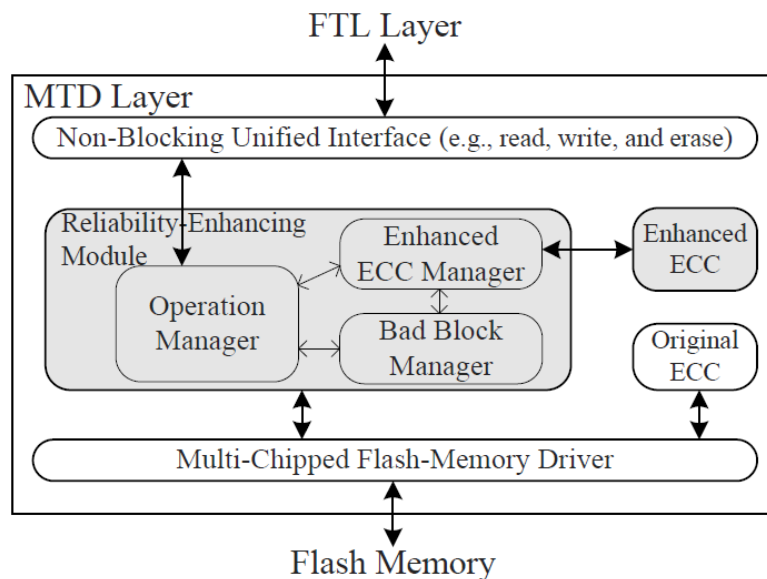 FTL Layer
MTD Layer
Non-Blocking Unified Interface (e.g., read, write, and erase)
Reliability-Enhancing
Module
Enhanced
ECC Manager
Enhanced
ECC
Operation
Manager
Bad Block
Manager
Original
ECC
Multi-Chipped Flash-Memory Driver
Flash Memory